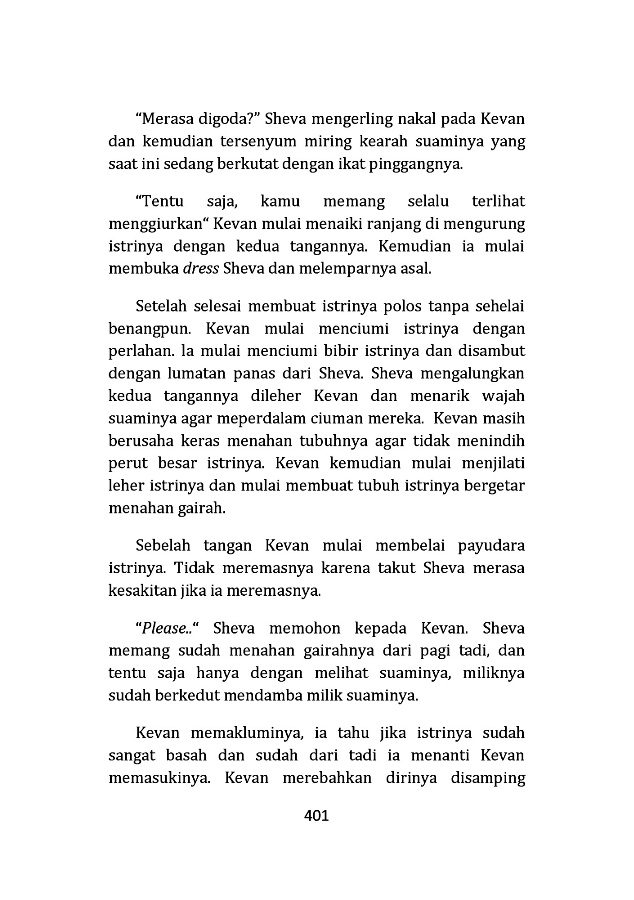 “Merasa digoda?” Sheva mengerling nakal pada Kevan
dan kemudian tersenyum miring kearah suaminya yang
saat ini sedang berkutat dengan ikat pinggangnya.
“Tentu saja, kamu memang selalu terlihat
menggiurkan“ Kevan mulai menaiki ranjang di mengurung
istrinya dengan kedua tangannya. Kemudian ia mulai
membuka dress Sheva dan melemparnya asal.
Setelah selesai membuat istrinya polos tanpa sehelai
benangpun. Kevan mulai menciumi istrinya dengan
perlahan. Ia mulai menciumi bibir istrinya dan disambut
dengan lumatan panas dari Sheva. Sheva mengalungkan
kedua tangannya dileher Kevan dan menarik wajah
suaminya agar meperdalam ciuman mereka. Kevan masih
berusaha keras menahan tubuhnya agar tidak menindih
perut besar istrinya. Kevan kemudian mulai menjilati
leher istrinya dan mulai membuat tubuh istrinya bergetar
menahan gairah.
Sebelah tangan Kevan mulai membelai payudara
istrinya. Tidak meremasnya karena takut Sheva merasa
kesakitan jika ia meremasnya.
“Please..“ Sheva memohon kepada Kevan. Sheva
memang sudah menahan gairahnya dari pagi tadi, dan
tentu saja hanya dengan melihat suaminya, miliknya
sudah berkedut mendamba milik suaminya.
Kevan memakluminya, ia tahu jika istrinya sudah
sangat basah dan sudah dari tadi ia menanti Kevan
memasukinya. Kevan merebahkan dirinya disamping
401